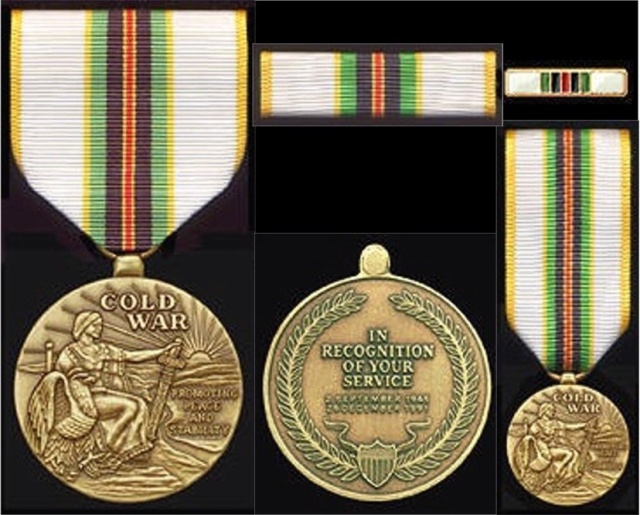 COLD
WAR
PROMOTING
PEACE
AND
STABILITY
IN
RECOGNITION
OF YOUR
SERVICE
2 SEPTEMBER 1945
26 DECEMBER 1991
COLD
WAR